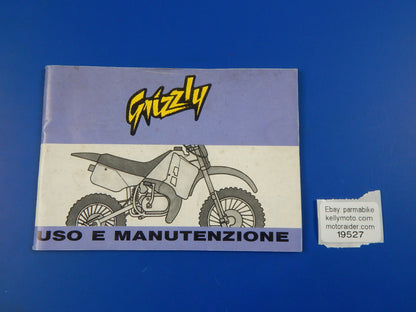 Grizzly
USO E MANUTENZIONE
Ebay parmabike
kellymoto.com
motoraider.com
19527